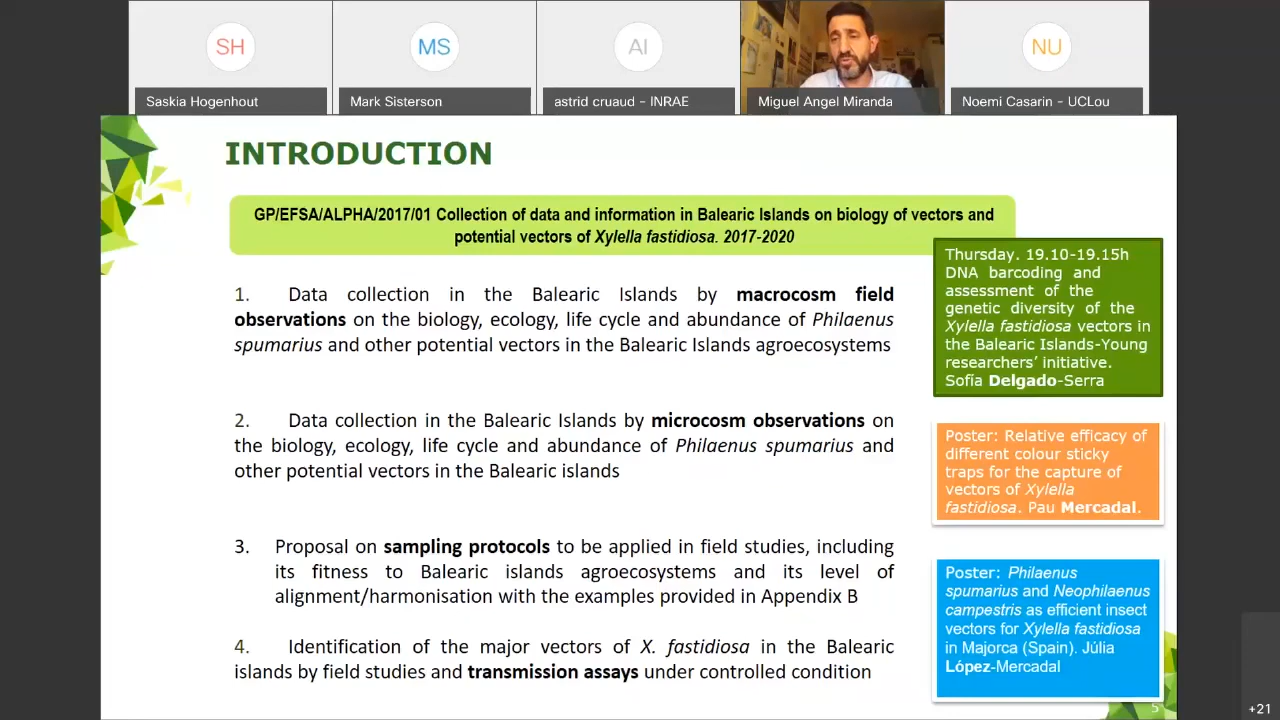 SH
MS
AI
NU
Saskia Hogenhout
Mark Sisterson
astrid cruaud - INRAE
Miguel Angel Miranda
Noemi Casarin - UCLou
INTRODUCTION
GP/EFSA/ALPHA/2017/01 Collection of data and information in Balearic Islands on biology of vectors and
potential vectors of Xylella fastidiosa. 2017-2020
1. Data collection in the Balearic Islands by macrocosm field
observations on the biology, ecology, life cycle and abundance of Philaenus
spumarius and other potential vectors in the Balearic Islands agroecosystems
2. Data collection in the Balearic Islands by microcosm observations on
the biology, ecology, life cycle and abundance of Philaenus spumarius and
other potential vectors in the Balearic islands
3. Proposal on sampling protocols to be applied in field studies, including
its fitness to Balearic islands agroecosystems and its level of
alignment/harmonisation with the examples provided in Appendix B
4. Identification of the major vectors of X. fastidiosa in the Balearic
islands by field studies and transmission assays under controlled condition
Thursday. 19.10-19.15h
DNA barcoding and
assessment of the
genetic diversity of the
Xylella fastidiosa vectors in
the Balearic Islands-Young
researchers' initiative.
Sofía Delgado-Serra
Poster: Relative efficacy of
different colour sticky
traps for the capture of
vectors of Xylella
fastidiosa. Pau Mercadal.
Poster: Philaenus
spumarius and Neophilaenus
campestris as efficient insect
vectors for Xylella fastidiosa
in Majorca (Spain). Júlia
López-Mercadal
5
+21